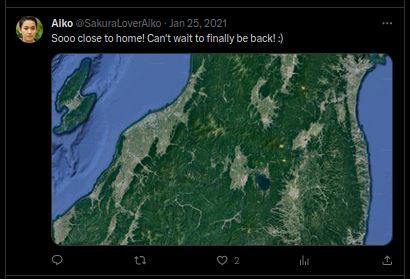 Aiko @SakuraLoverAiko · Jan 25, 2021
Sooo close to home! Can't wait to finally be back! :)
2